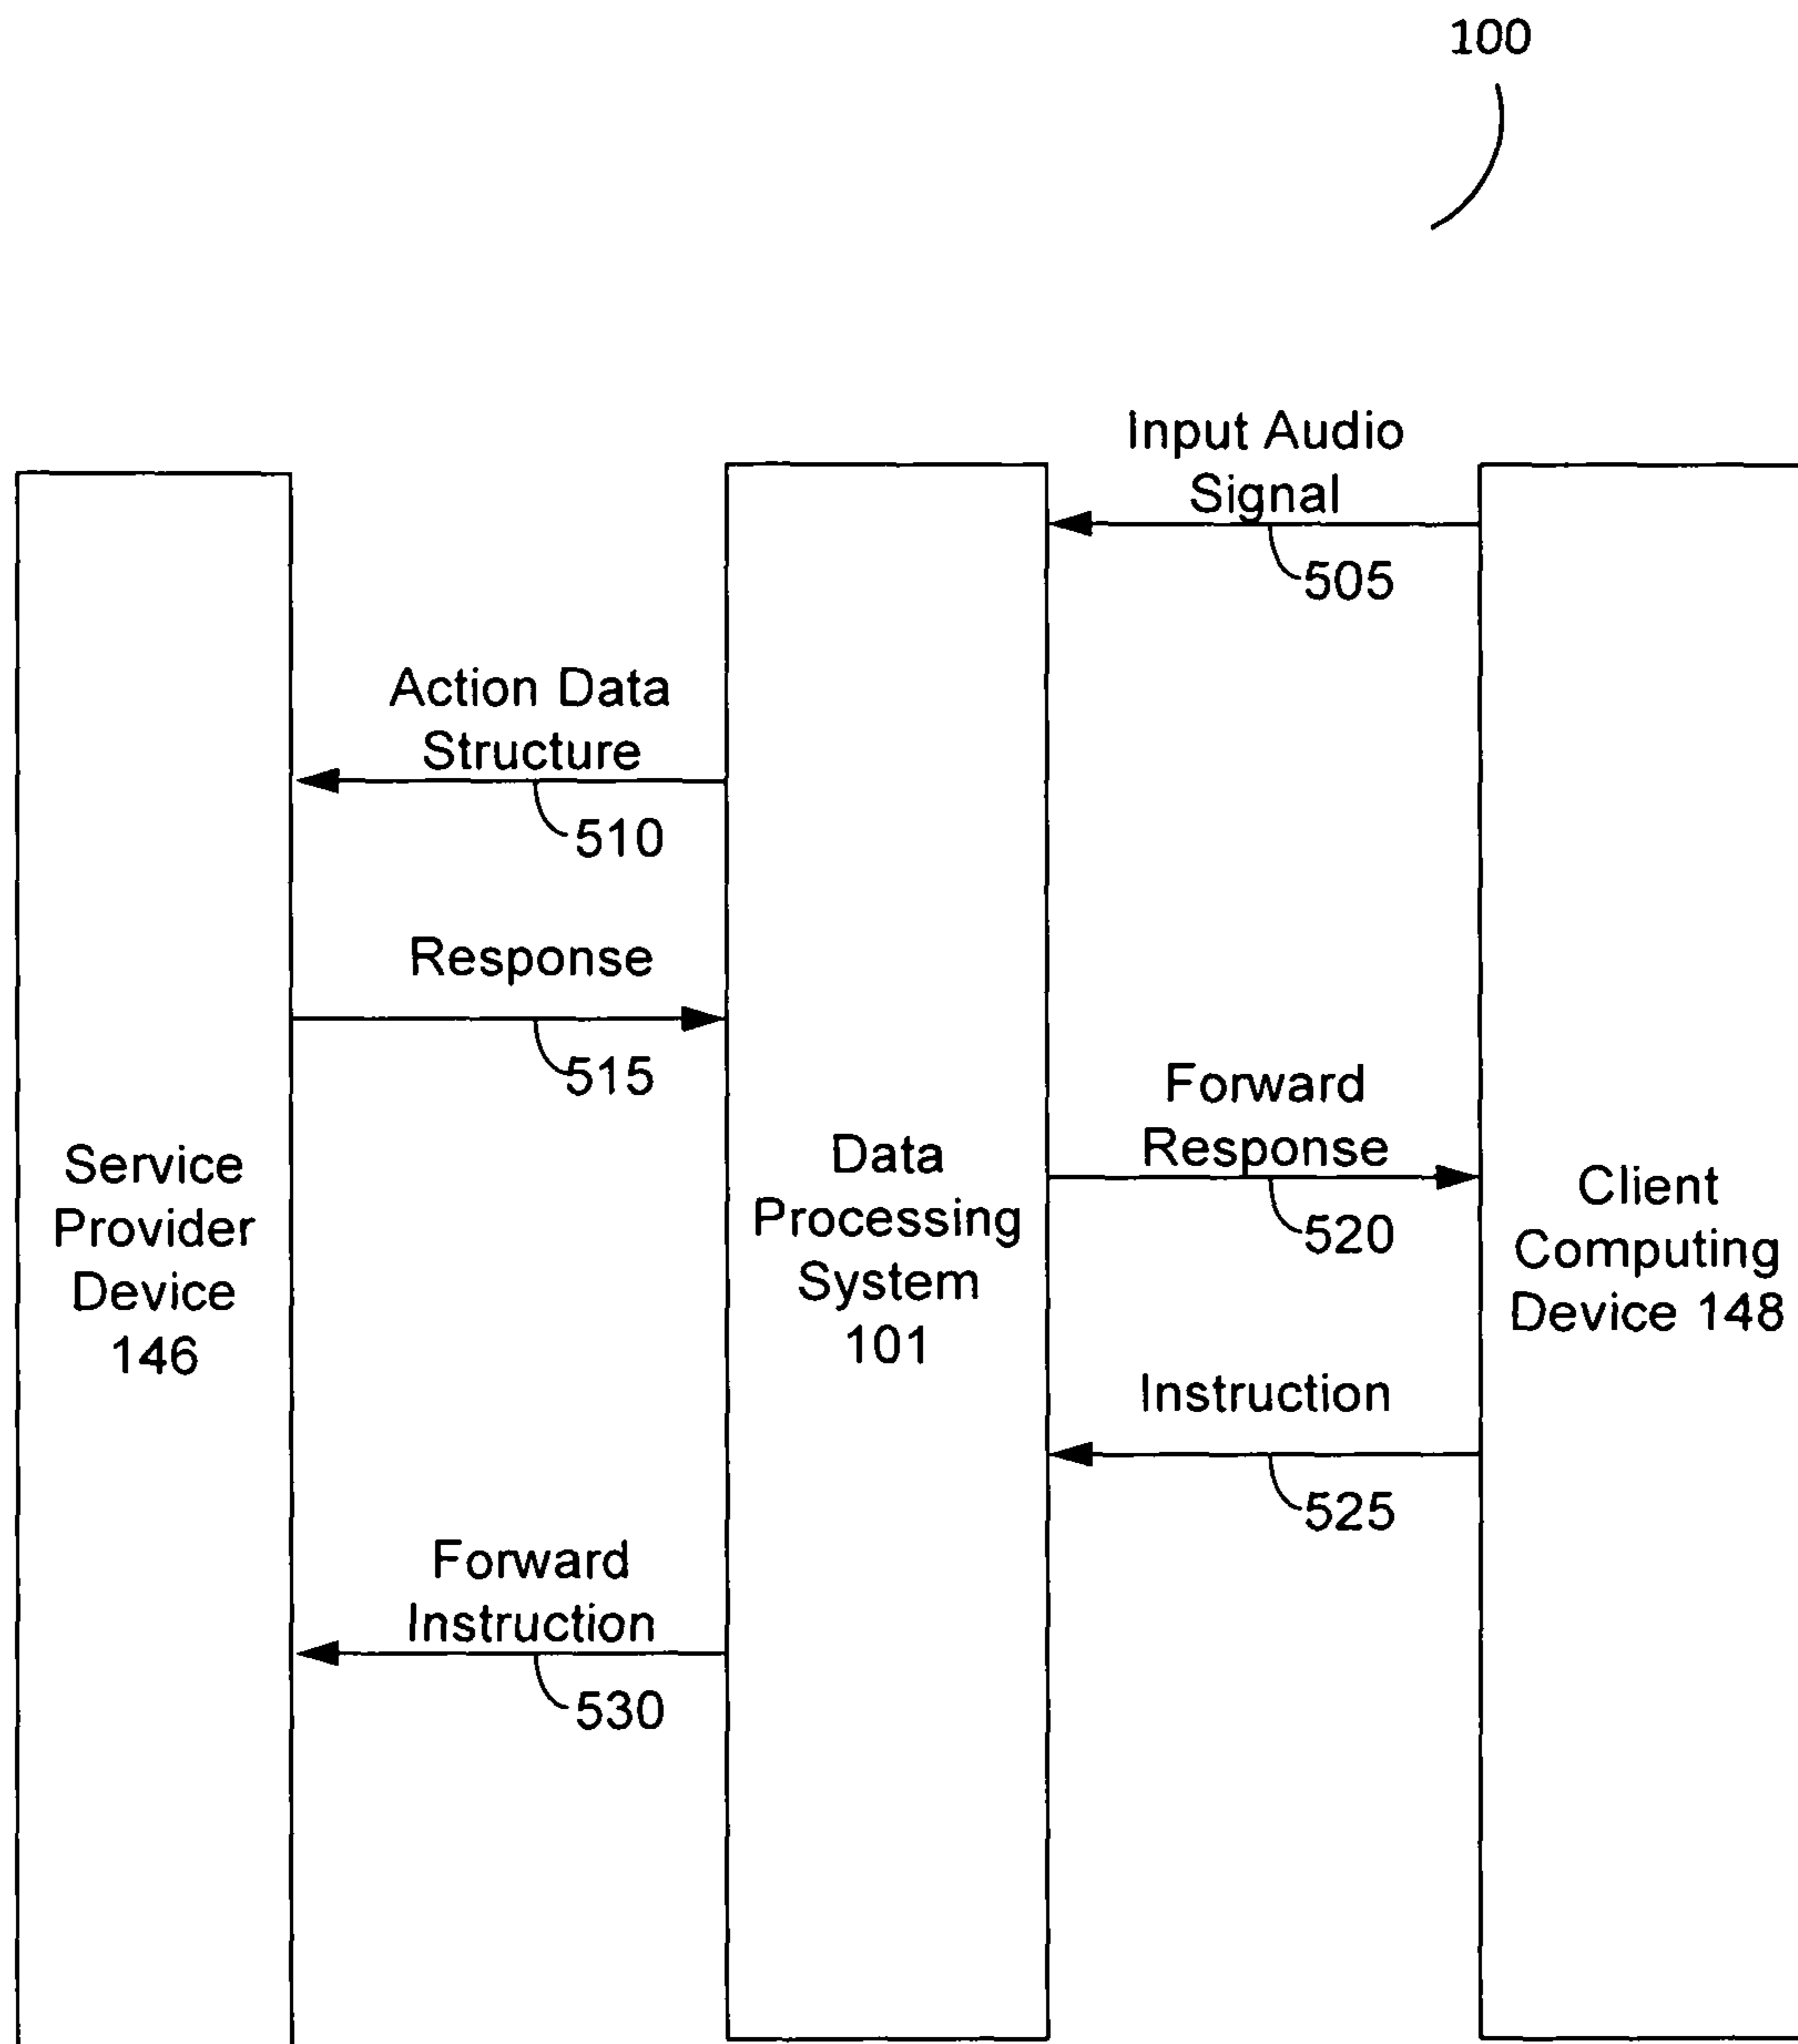 100
Input Audio
Signal
505
Action Data
Structure
510
Response
515
Forward
Response
520
Service
Provider
Device
146
Data
Processing
System
101
Client
Computing
Device 148
Instruction
525
Forward
Instruction
530